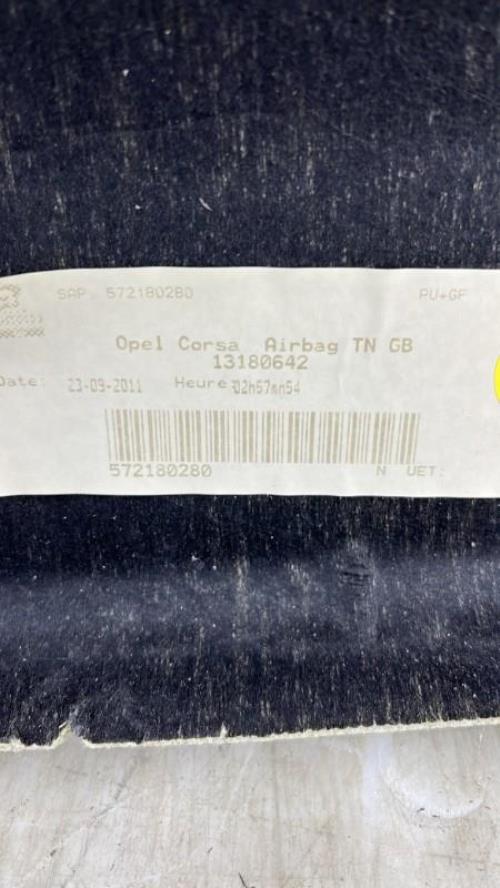 SAP 572180280 PU+GF
Opel Corsa Airbag TN GB
13180642
Date: 23-09-2011 Heure: 02h57mn54
572180280 N UET: